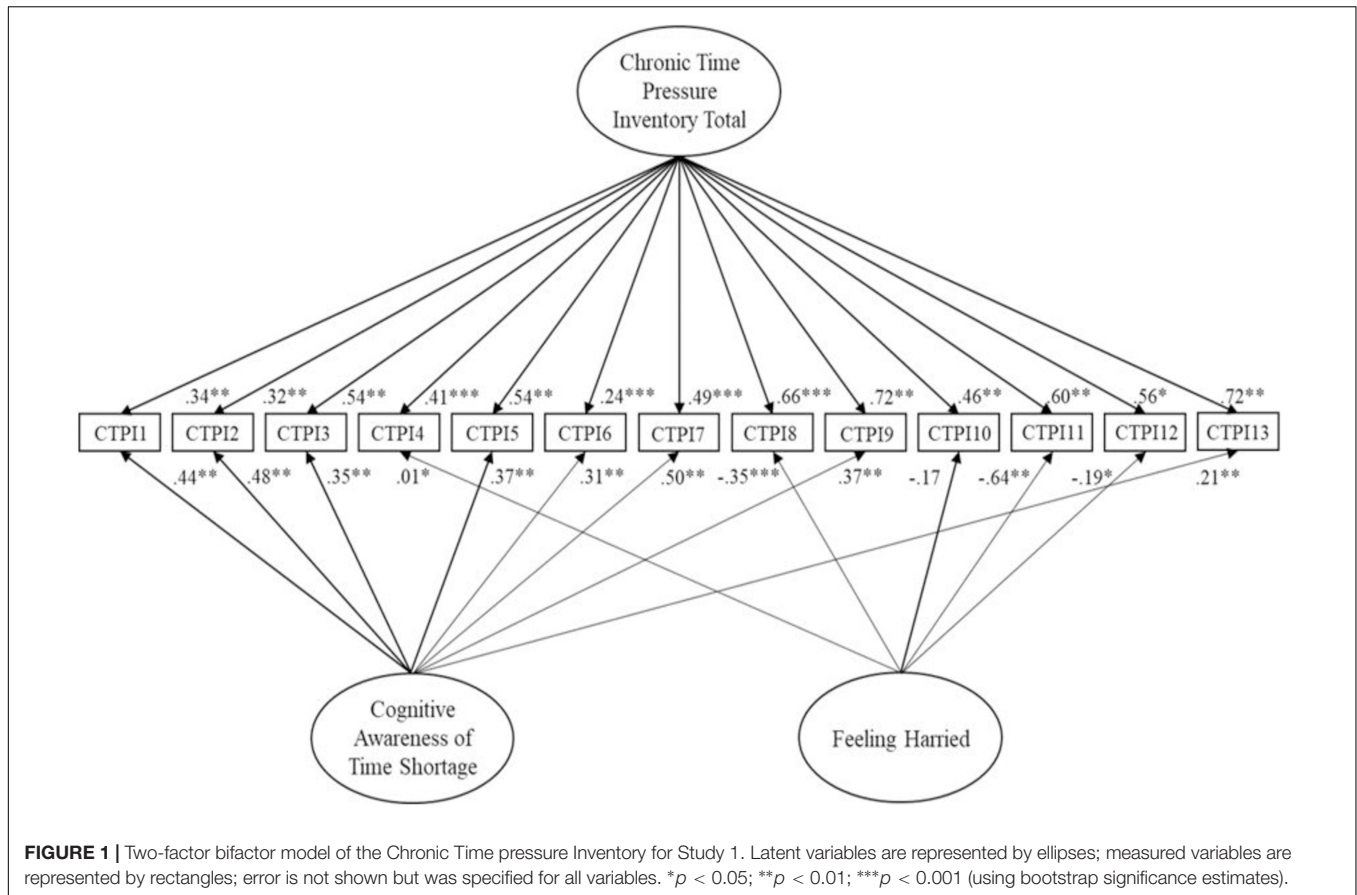 Chronic Time
Pressure
Inventory Total
.34** .32** .54** .41*** .54** .24*** .49*** .66*** .72** .46** .60** .56* .72**
CTPI1 CTPI2 CTPI3 CTPI4 CTPI5 CTPI6 CTPI7 CTPI8 CTPI9 CTPI10 CTPI11 CTPI12 CTPI13
.44** .48** .35** .01* .37** .31** .50** -.35*** .37** -.17 -.64** -.19* .21**
Cognitive
Awareness of
Time Shortage
Feeling Harried
FIGURE 1 | Two-factor bifactor model of the Chronic Time pressure Inventory for Study 1. Latent variables are represented by ellipses; measured variables are
represented by rectangles; error is not shown but was specified for all variables. *p < 0.05; **p < 0.01; ***p < 0.001 (using bootstrap significance estimates).